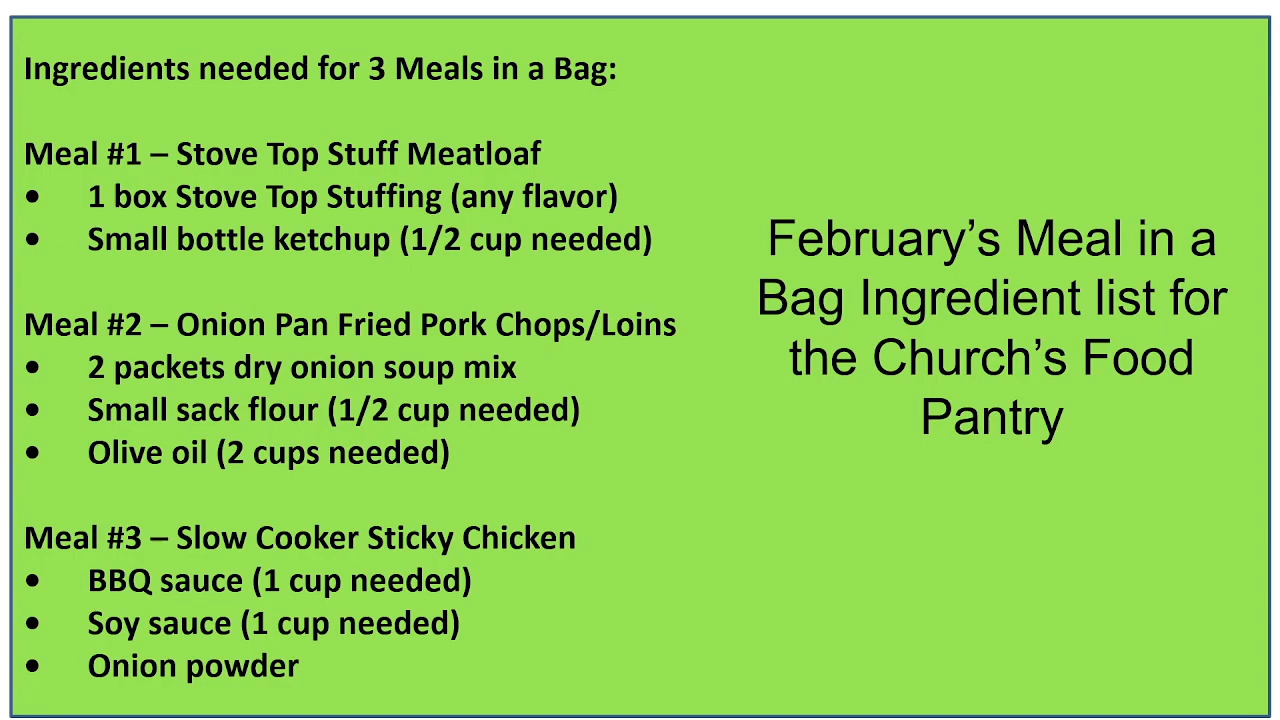 Ingredients needed for 3 Meals in a Bag:
Meal #1 – Stove Top Stuff Meatloaf
• 1 box Stove Top Stuffing (any flavor)
• Small bottle ketchup (1/2 cup needed)
Meal #2 – Onion Pan Fried Pork Chops/Loins
• 2 packets dry onion soup mix
• Small sack flour (1/2 cup needed)
• Olive oil (2 cups needed)
Meal #3 – Slow Cooker Sticky Chicken
• BBQ sauce (1 cup needed)
• Soy sauce (1 cup needed)
• Onion powder
February’s Meal in a
Bag Ingredient list for
the Church’s Food
Pantry